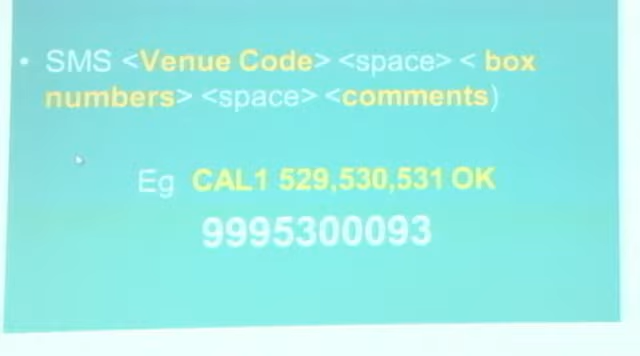 • SMS <Venue Code> <space> < box
numbers> <space> <comments)
Eg CAL1 529,530,531 OK
9995300093